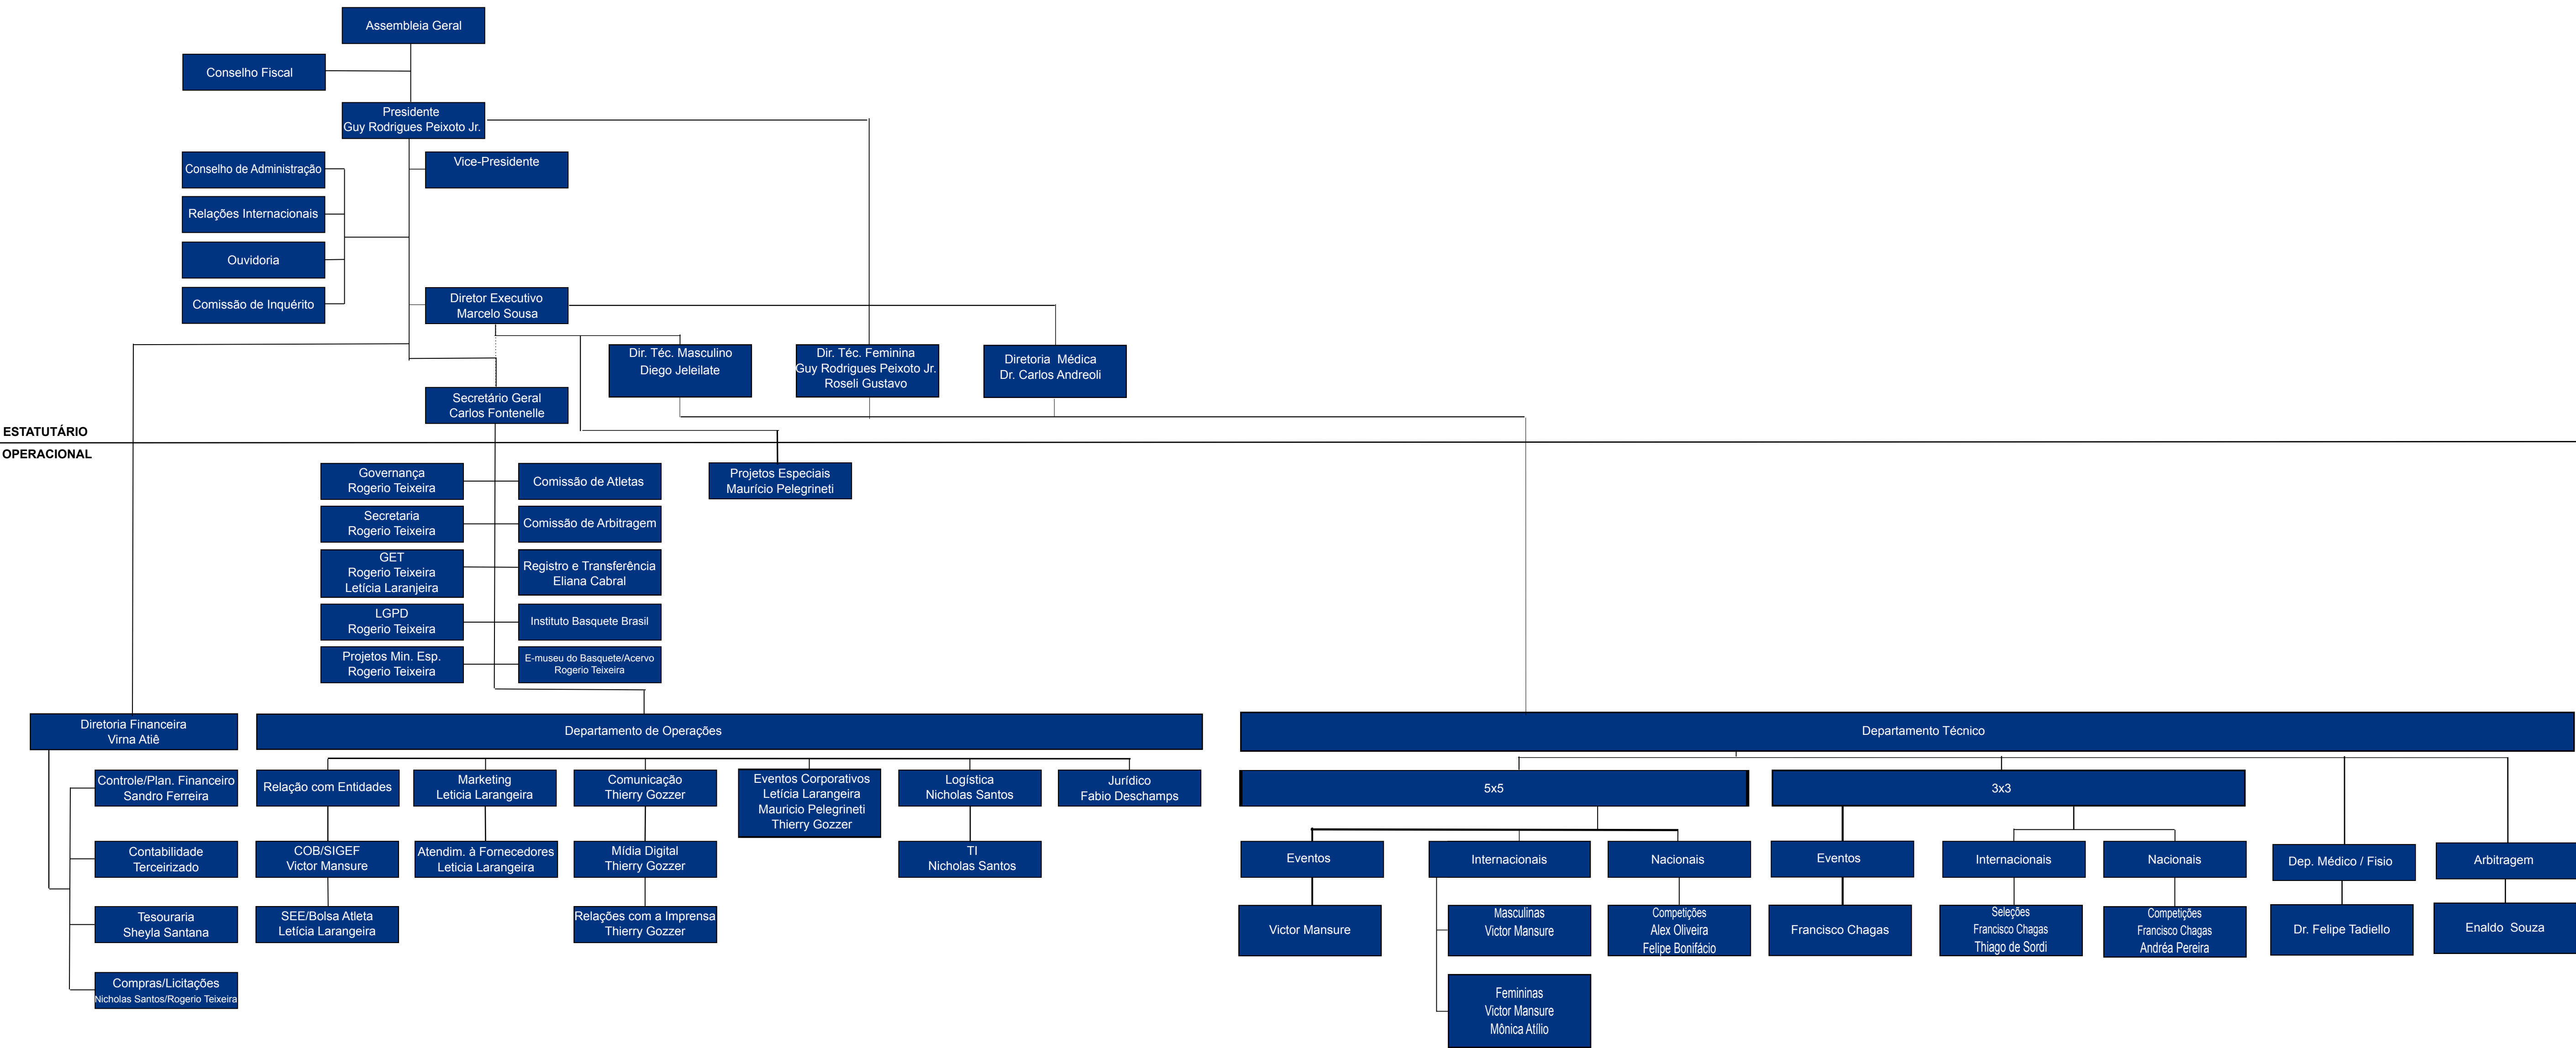 Assembleia Geral
Conselho Fiscal
Presidente
Guy Rodrigues Peixoto Jr.
Conselho de Administração
Vice-Presidente
Relações Internacionais
Ouvidoria
Comissão de Inquérito
Diretor Executivo
Marcelo Sousa
Dir. Téc. Masculino
Diego Jeleilate
Dir. Téc. Feminina
Guy Rodrigues Peixoto Jr.
Roseli Gustavo
Diretoria Médica
Dr. Carlos Andreoli
Secretário Geral
Carlos Fontenelle
ESTATUTÁRIO
OPERACIONAL
Governança
Rogerio Teixeira
Comissão de Atletas
Projetos Especiais
Maurício Pelegrineti
Secretaria
Rogerio Teixeira
Comissão de Arbitragem
GET
Rogerio Teixeira
Letícia Laranjeira
Registro e Transferência
Eliana Cabral
LGPD
Rogerio Teixeira
Instituto Basquete Brasil
Projetos Min. Esp.
Rogerio Teixeira
E-museu do Basquete/Acervo
Rogerio Teixeira
Diretoria Financeira
Virna Atiê
Departamento de Operações
Departamento Técnico
Controle/Plan. Financeiro
Sandro Ferreira
Relação com Entidades
Marketing
Leticia Larangeira
Comunicação
Thierry Gozzer
Eventos Corporativos
Letícia Larangeira
Mauricio Pelegrineti
Thierry Gozzer
Logística
Nicholas Santos
Jurídico
Fabio Deschamps
5x5
3x3
Contabilidade
Terceirizado
COB/SIGEF
Victor Mansure
Atendim. à Fornecedores
Leticia Larangeira
Mídia Digital
Thierry Gozzer
TI
Nicholas Santos
Eventos
Internacionais
Nacionais
Eventos
Internacionais
Nacionais
Dep. Médico / Fisio
Arbitragem
Tesouraria
Sheyla Santana
SEE/Bolsa Atleta
Letícia Larangeira
Relações com a Imprensa
Thierry Gozzer
Victor Mansure
Masculinas
Victor Mansure
Competições
Alex Oliveira
Felipe Bonifácio
Francisco Chagas
Seleções
Francisco Chagas
Thiago de Sordi
Competições
Francisco Chagas
Andréa Pereira
Dr. Felipe Tadiello
Enaldo Souza
Compras/Licitações
Nicholas Santos/Rogerio Teixeira
Femininas
Victor Mansure
Mônica Atílio